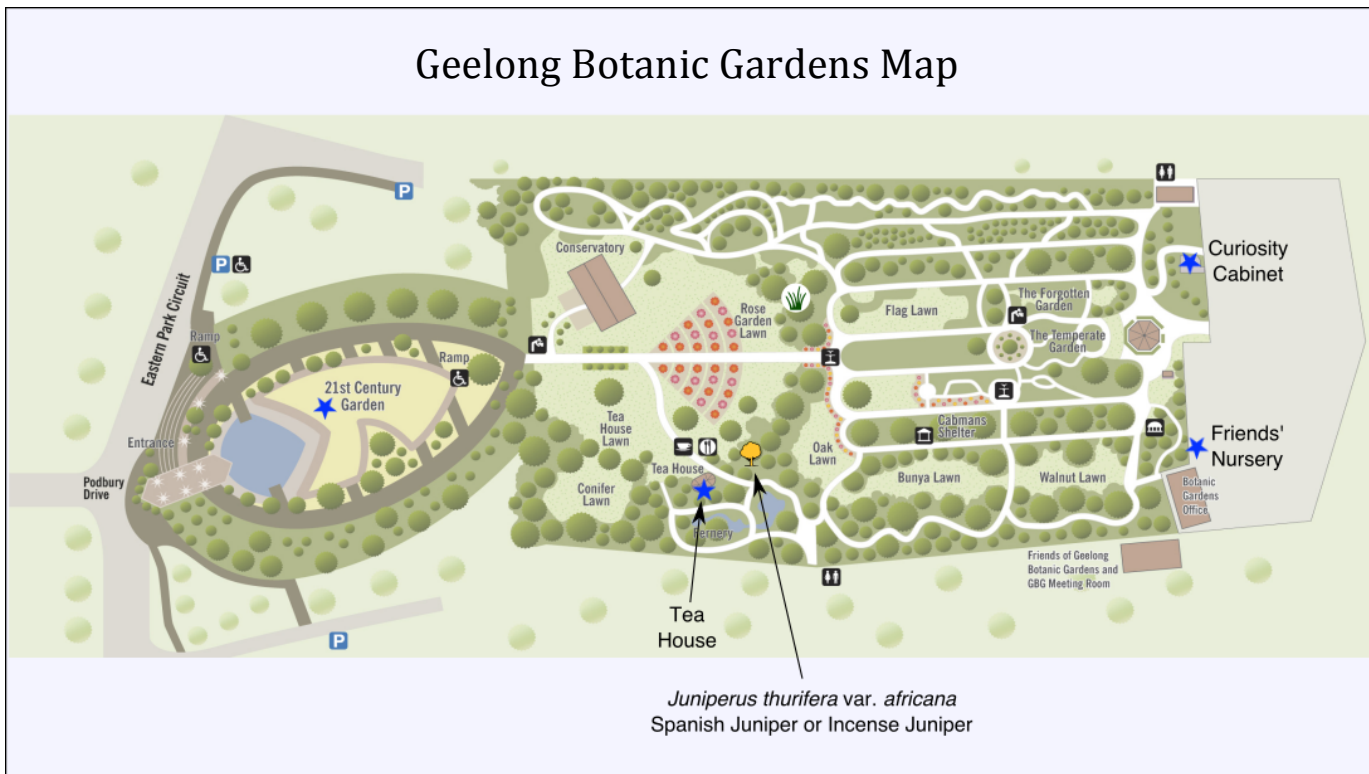 Geelong Botanic Gardens Map
P
Eastern Park Circuit
P
Ramp
Ramp
21st Century
Garden
Entrance
Podbury
Drive
P
Conservatory
Rose
Garden
Lawn
Flag Lawn
The Forgotten
Garden
The Temperate
Garden
Curiosity
Cabinet
Tea
House
Lawn
Tea House
Conifer
Lawn
Fernery
Oak
Lawn
Cabmans
Shelter
Bunya Lawn
Walnut Lawn
Friends'
Nursery
Botanic
Gardens
Office
Friends of Geelong
Botanic Gardens and
GBG Meeting Room
Tea
House
Juniperus thurifera var. africana
Spanish Juniper or Incense Juniper